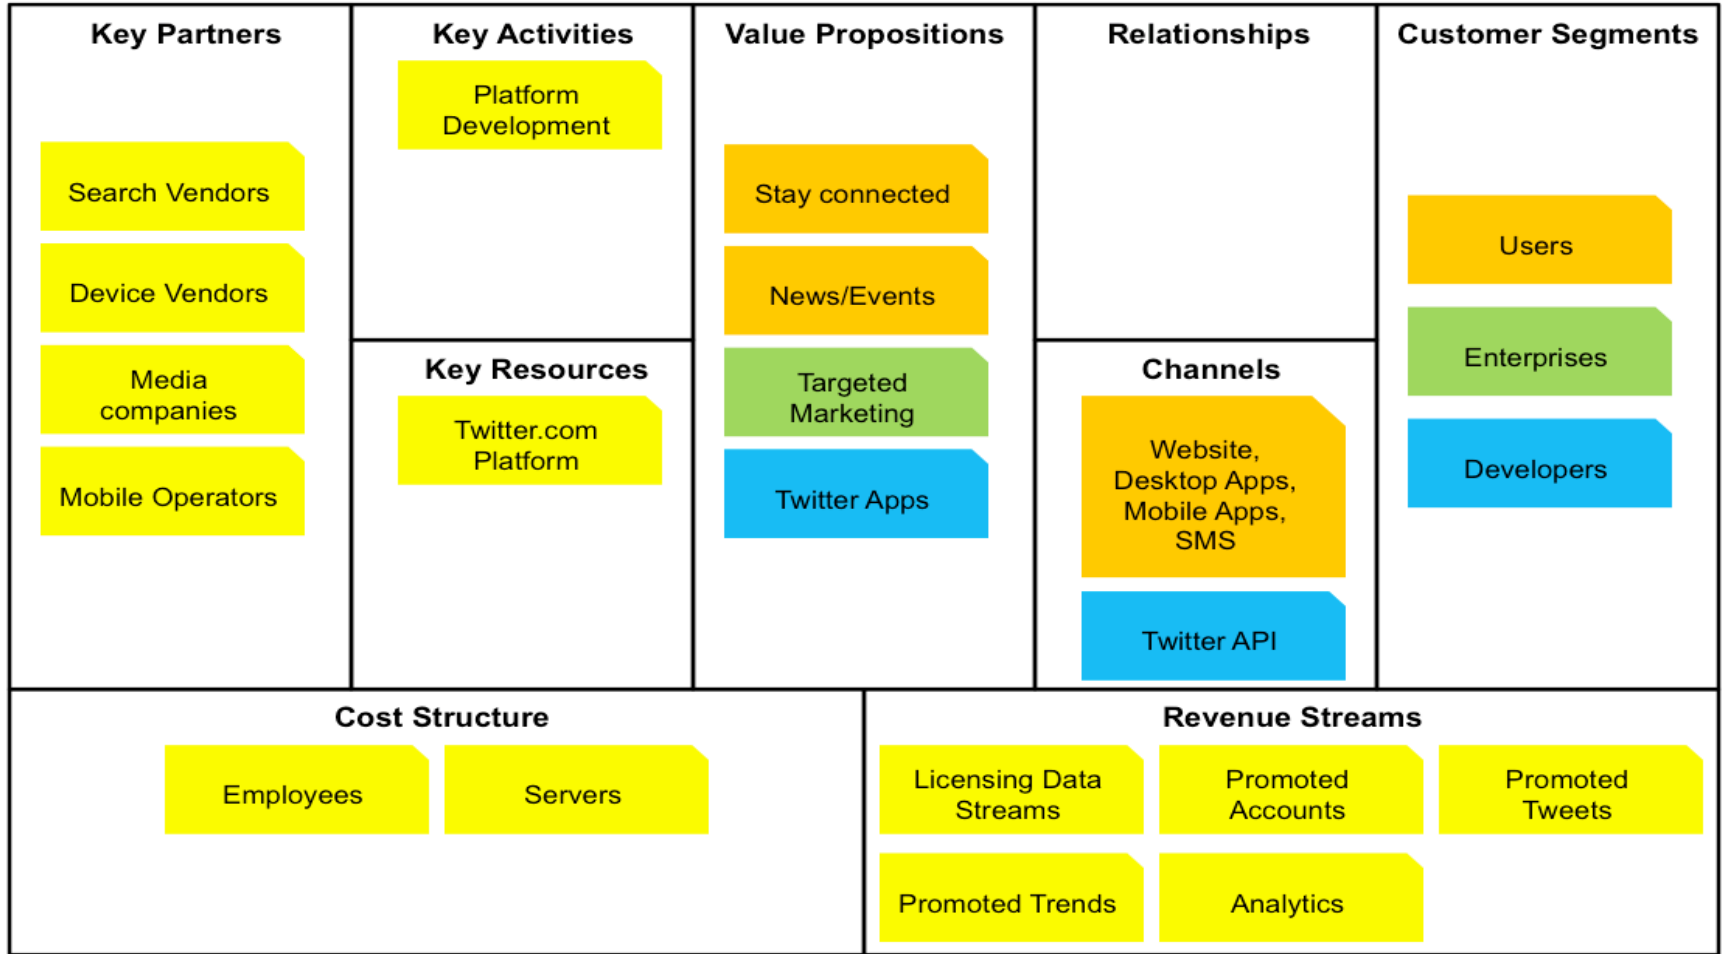 Key Partners
Search Vendors
Device Vendors
Media
companies
Mobile Operators
Key Activities
Platform
Development
Key Resources
Twitter.com
Platform
Value Propositions
Stay connected
News/Events
Targeted
Marketing
Twitter Apps
Relationships
Channels
Website,
Desktop Apps,
Mobile Apps,
SMS
Twitter API
Customer Segments
Users
Enterprises
Developers
Cost Structure
Employees
Servers
Revenue Streams
Licensing Data
Streams
Promoted
Accounts
Promoted
Tweets
Promoted Trends
Analytics